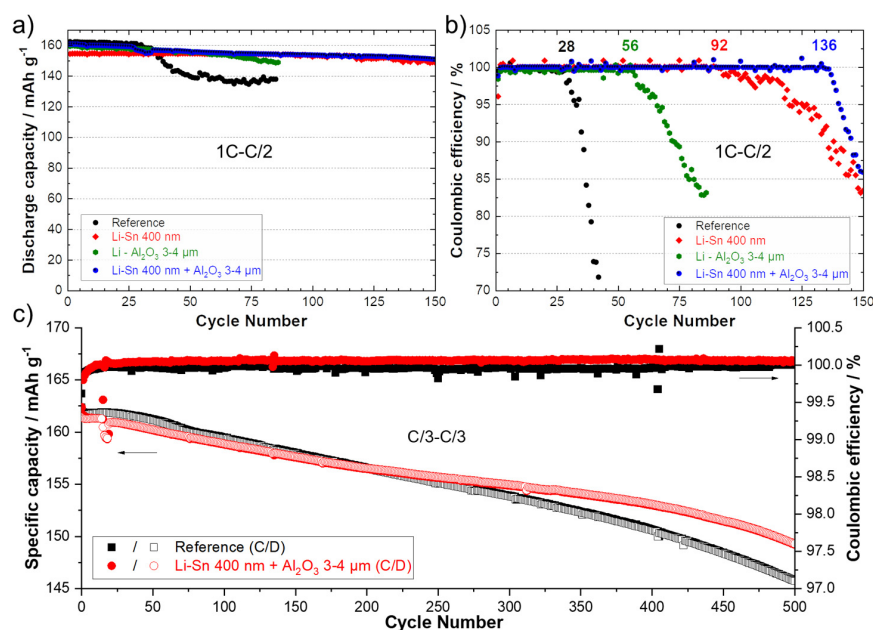 a)
Discharge capacity / mAh g⁻¹
160
140
120
100
80
60
40
20
0
1C-C/2
Reference
Li-Sn 400 nm
Li - Al₂O₃ 3-4 µm
Li-Sn 400 nm + Al₂O₃ 3-4 µm
0 25 50 75 100 125 150
Cycle Number
b)
Coulombic efficiency / %
105
100
95
90
85
80
75
70
28 56 92 136
1C-C/2
Reference
Li-Sn 400 nm
Li - Al₂O₃ 3-4 µm
Li-Sn 400 nm + Al₂O₃ 3-4 µm
0 25 50 75 100 125 150
Cycle Number
c)
Specific capacity / mAh g⁻¹
170
165
160
155
150
145
C/3-C/3
■ / □ Reference (C/D)
● / ○ Li-Sn 400 nm + Al₂O₃ 3-4 µm (C/D)
0 50 100 150 200 250 300 350 400 450 500
Cycle Number
100.5
100.0
99.5
99.0
98.5
98.0
97.5
97.0
Coulombic efficiency / %